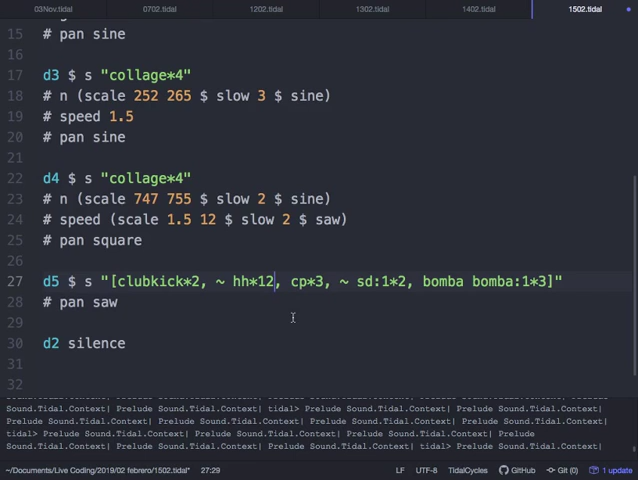 03Nov.tidal 0702.tidal 1202.tidal 1302.tidal 1402.tidal 1502.tidal
15 # pan sine
16
17 d3 $ s "collage*4"
18 # n (scale 252 265 $ slow 3 $ sine)
19 # speed 1.5
20 # pan sine
21
22 d4 $ s "collage*4"
23 # n (scale 747 755 $ slow 2 $ sine)
24 # speed (scale 1.5 12 $ slow 2 $ saw)
25 # pan square
26
27 d5 $ s "[clubkick*2, ~ hh*12, cp*3, ~ sd:1*2, bomba bomba:1*3]"
28 # pan saw
29
30 d2 silence
31
32
Sound.Tidal.Context| Prelude Sound.Tidal.Context| tidal> Prelude Sound.Tidal.Context| Prelude Sound.Tidal.Context|
Prelude Sound.Tidal.Context| Prelude Sound.Tidal.Context| Prelude Sound.Tidal.Context| Prelude Sound.Tidal.Context|
tidal> Prelude Sound.Tidal.Context| Prelude Sound.Tidal.Context| Prelude Sound.Tidal.Context| Prelude
Sound.Tidal.Context| Prelude Sound.Tidal.Context| Prelude Sound.Tidal.Context| tidal> Prelude Sound.Tidal.Context|
~/Documents/Live Coding/2019/02 febrero/1502.tidal* 27:29 LF UTF-8 TidalCycles GitHub Git (0) 1 update